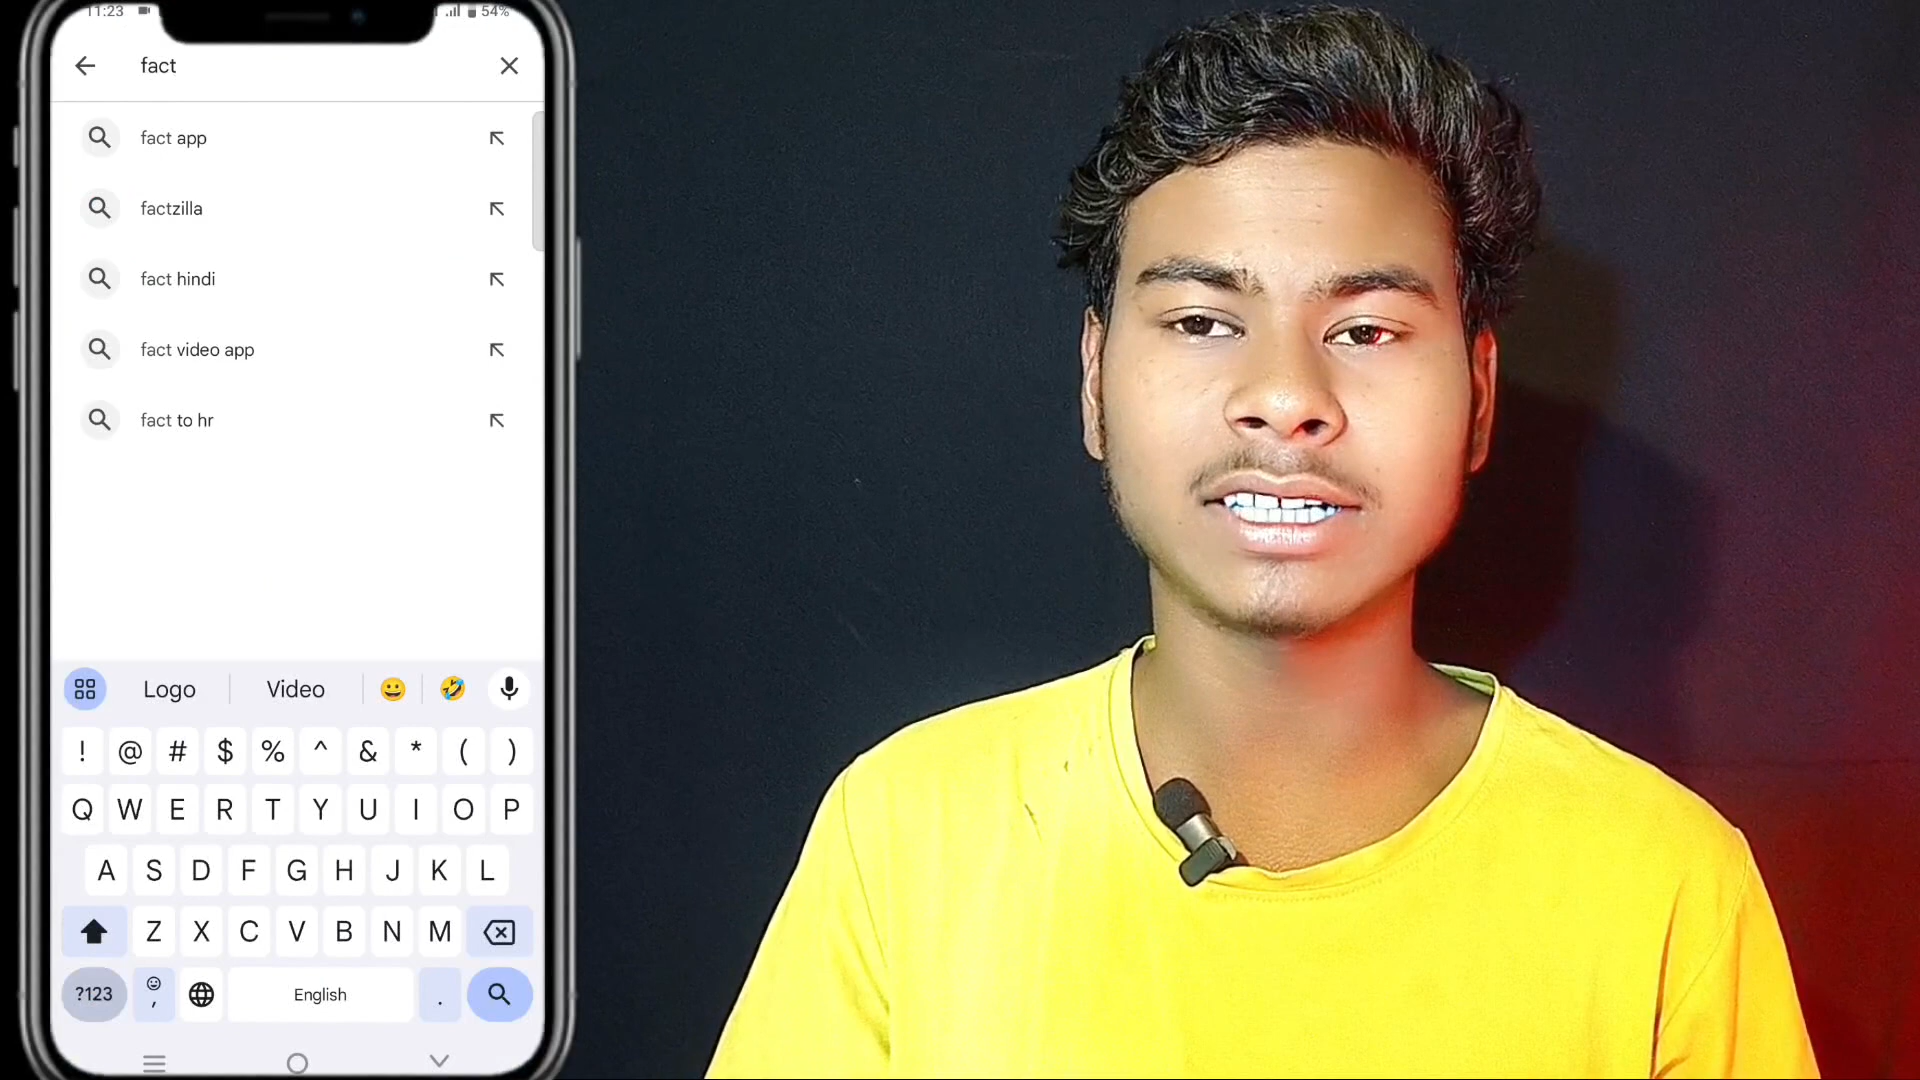 11:23
54%
fact
fact app
factzilla
fact hindi
fact video app
fact to hr
Logo Video
! @ # $ % ^ & * ( )
Q W E R T Y U I O P
A S D F G H J K L
Z X C V B N M
?123 , English .